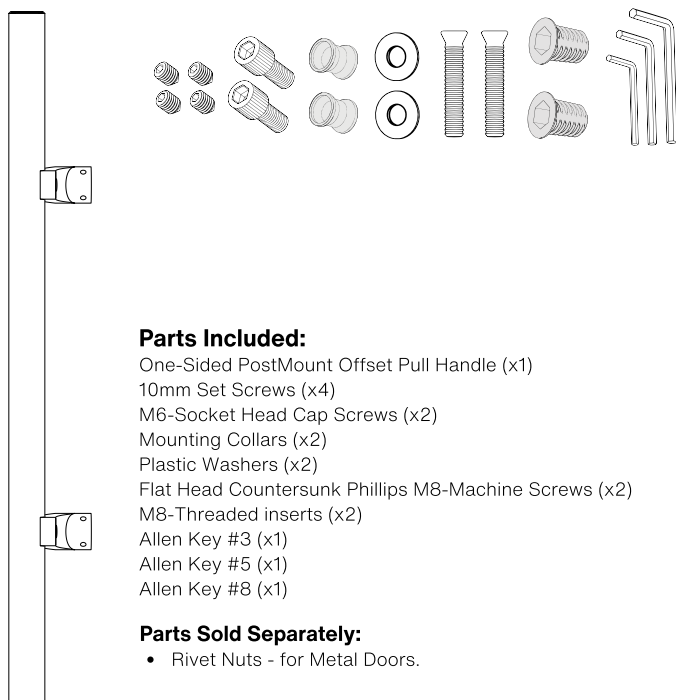 Parts Included:
One-Sided PostMount Offset Pull Handle (x1)
10mm Set Screws (x4)
M6-Socket Head Cap Screws (x2)
Mounting Collars (x2)
Plastic Washers (x2)
Flat Head Countersunk Phillips M8-Machine Screws (x2)
M8-Threaded inserts (x2)
Allen Key #3 (x1)
Allen Key #5 (x1)
Allen Key #8 (x1)
Parts Sold Separately:
• Rivet Nuts - for Metal Doors.